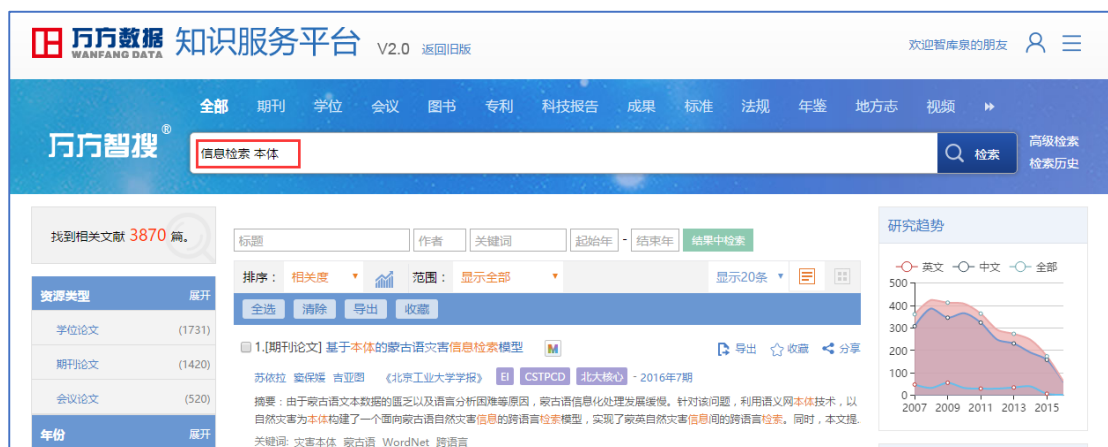 万方数据 WANFANG DATA 知识服务平台 V2.0 返回旧版 欢迎智库泉的朋友
全部 期刊 学位 会议 图书 专利 科技报告 成果 标准 法规 年鉴 地方志 视频
万方智搜® 信息检索 本体 检索 高级检索
检索历史
找到相关文献 3870 篇。
标题 作者 关键词 起始年 - 结束年 结果中检索
排序： 相关度 范围： 显示全部 显示20条
全选 清除 导出 收藏
资源类型 展开
学位论文 (1731)
期刊论文 (1420)
会议论文 (520)
年份 展开
1.[期刊论文] 基于本体的蒙古语灾害信息检索模型 M 导出 收藏 分享
苏依拉 窦保媛 吉亚图 《北京工业大学学报》 EI CSTPCD 北大核心 - 2016年7期
摘要：由于蒙古语文本数据的匮乏以及语言分析困难等原因，蒙古语信息化处理发展缓慢。针对该问题，利用语义网本体技术，以
自然灾害为本体构建了一个面向蒙古语自然灾害信息的跨语言检索模型，实现了蒙英自然灾害信息间的跨语言检索。同时，本文提.
关键词: 灾害本体 蒙古语 WordNet 跨语言
研究趋势
英文 中文 全部
500
400
300
200
100
0
2007 2009 2011 2013 2015